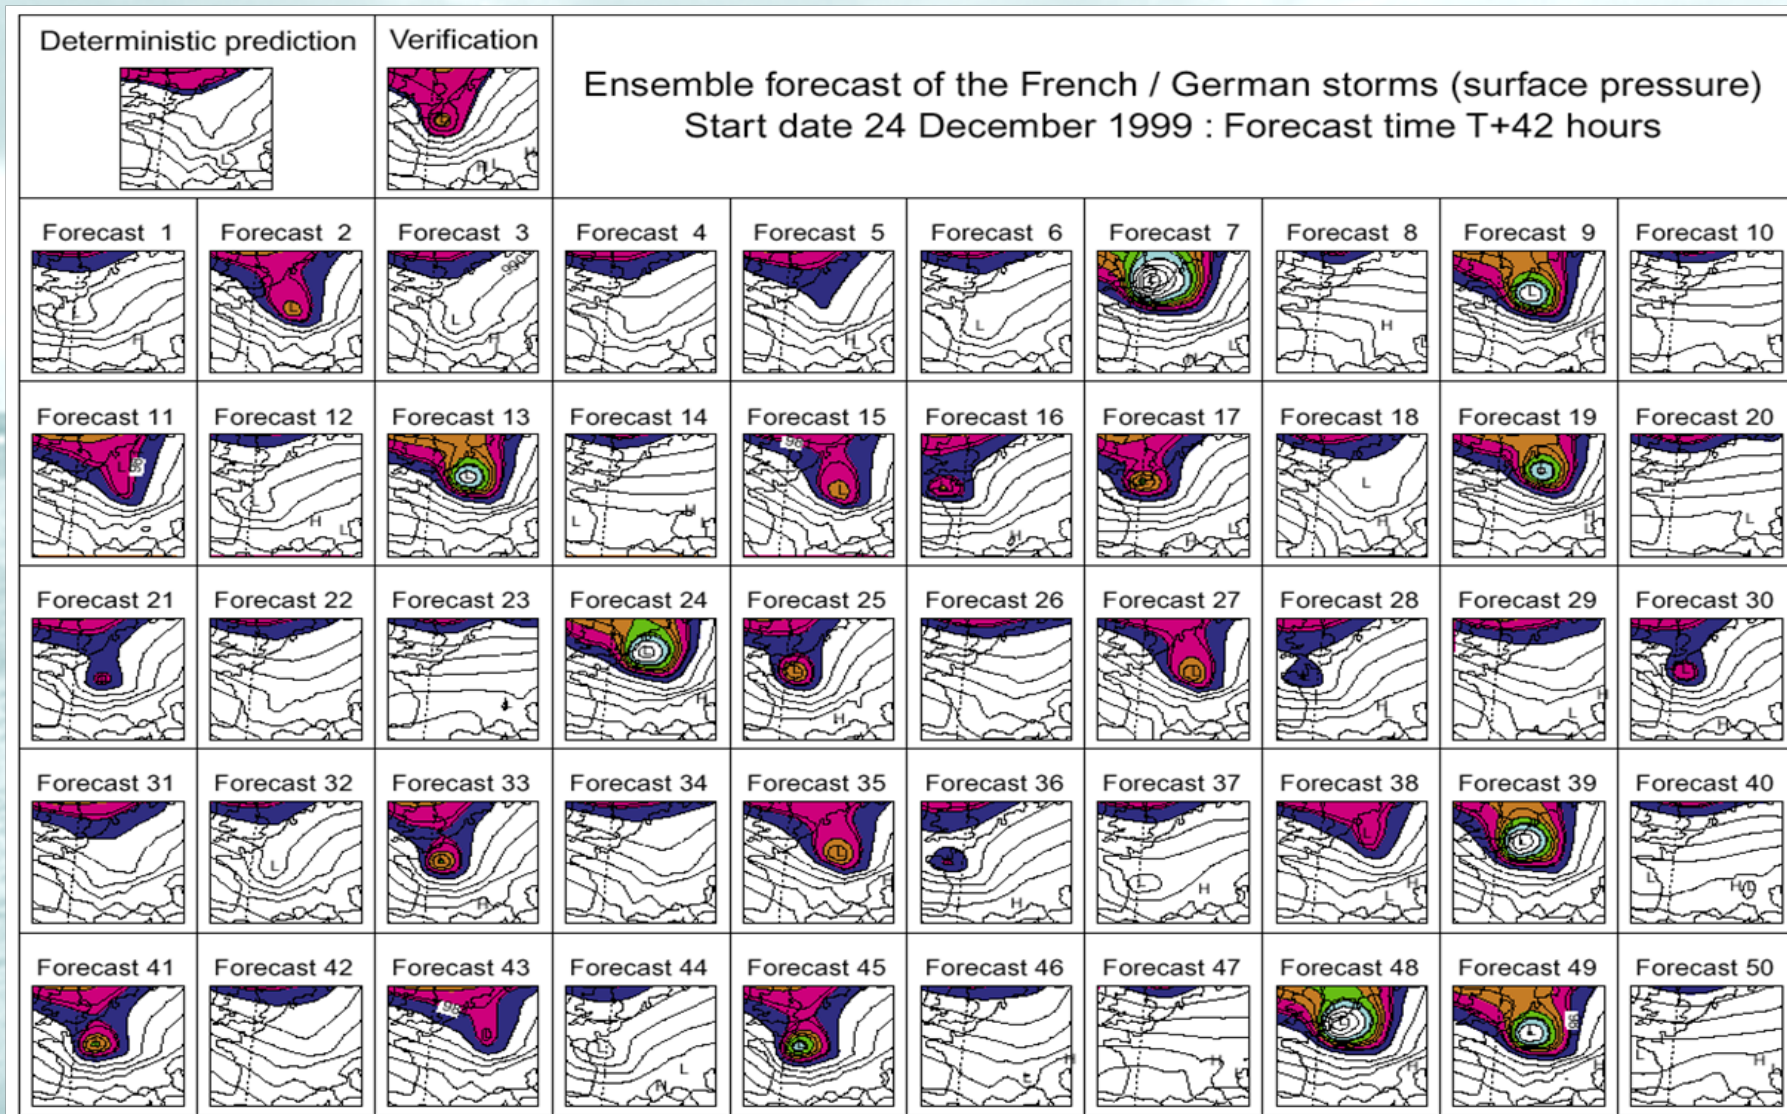 Deterministic prediction
Verification
Ensemble forecast of the French / German storms (surface pressure)
Start date 24 December 1999 : Forecast time T+42 hours
Forecast 1
Forecast 2
Forecast 3
Forecast 4
Forecast 5
Forecast 6
Forecast 7
Forecast 8
Forecast 9
Forecast 10
Forecast 11
Forecast 12
Forecast 13
Forecast 14
Forecast 15
Forecast 16
Forecast 17
Forecast 18
Forecast 19
Forecast 20
Forecast 21
Forecast 22
Forecast 23
Forecast 24
Forecast 25
Forecast 26
Forecast 27
Forecast 28
Forecast 29
Forecast 30
Forecast 31
Forecast 32
Forecast 33
Forecast 34
Forecast 35
Forecast 36
Forecast 37
Forecast 38
Forecast 39
Forecast 40
Forecast 41
Forecast 42
Forecast 43
Forecast 44
Forecast 45
Forecast 46
Forecast 47
Forecast 48
Forecast 49
Forecast 50